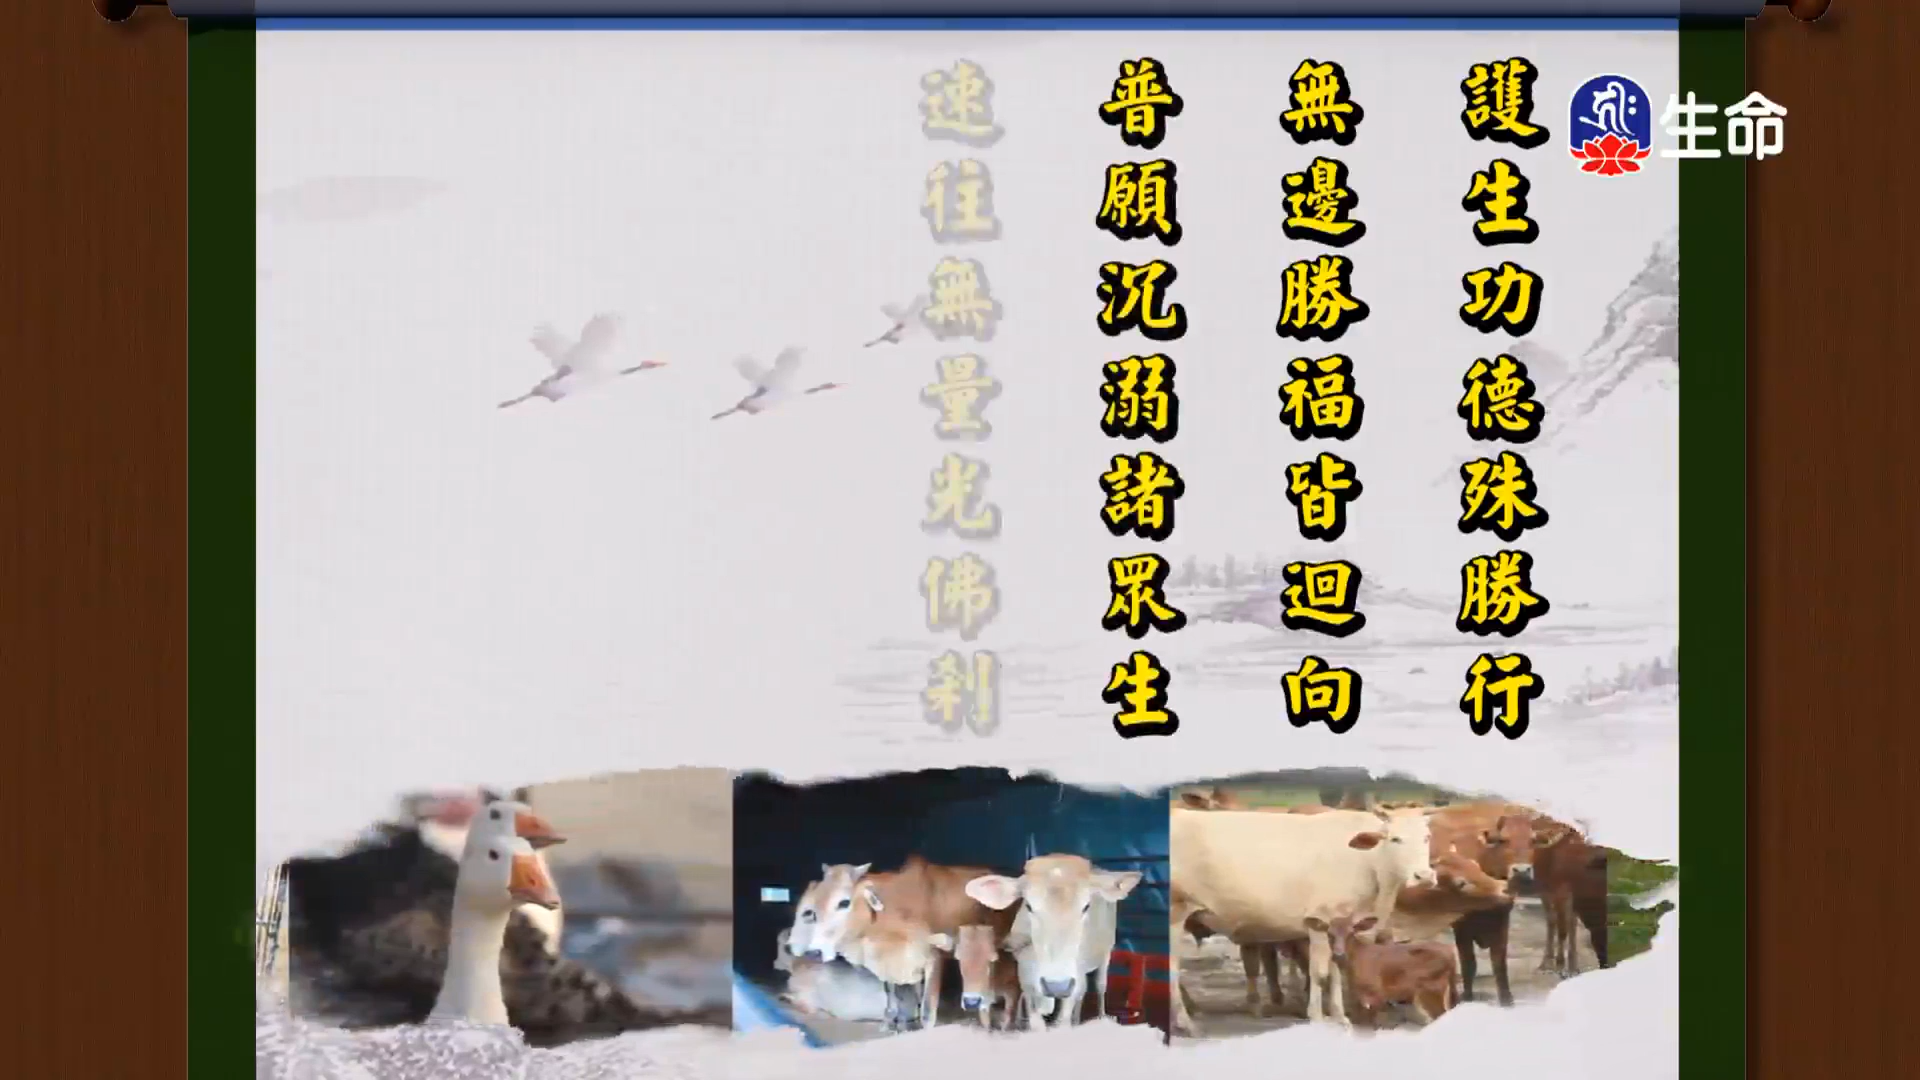 護生功德殊勝行
無邊勝福皆迴向
普願沉溺諸眾生
速往無量光佛剎
生命